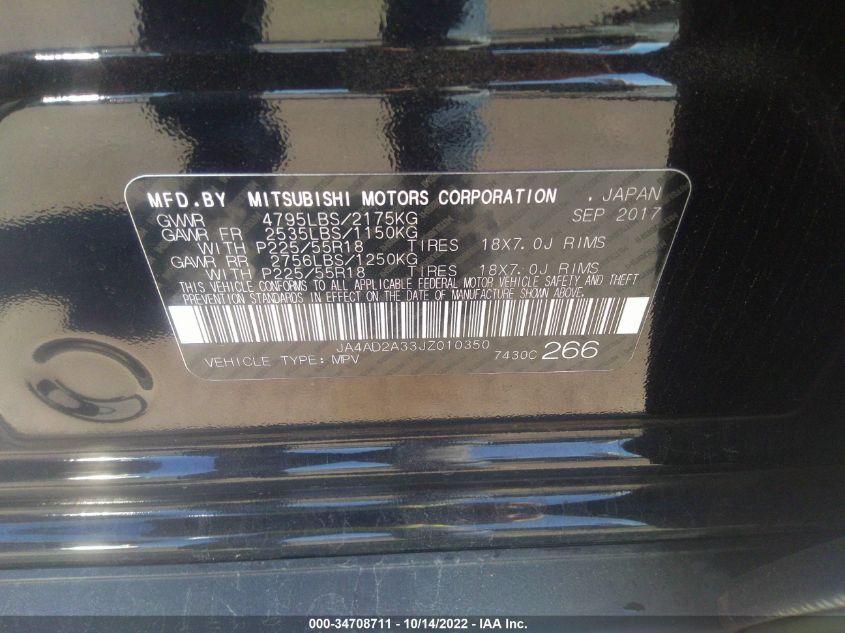 MFD.BY MITSUBISHI MOTORS CORPORATION , JAPAN
GVWR 4795LBS/2175KG SEP 2017
GAWR FR 2535LBS/1150KG
WITH P225/55R18 TIRES 18X7.0J RIMS
GAWR RR 2756LBS/1250KG
WITH P225/55R18 TIRES 18X7.0J RIMS
THIS VEHICLE CONFORMS TO ALL APPLICABLE FEDERAL MOTOR VEHICLE SAFETY AND THEFT
PREVENTION STANDARDS IN EFFECT ON THE DATE OF MANUFACTURE SHOWN ABOVE.
JA4AD2A33JZ010350
VEHICLE TYPE: MPV 7430C 266
000-34708711 - 10/14/2022 - IAA Inc.